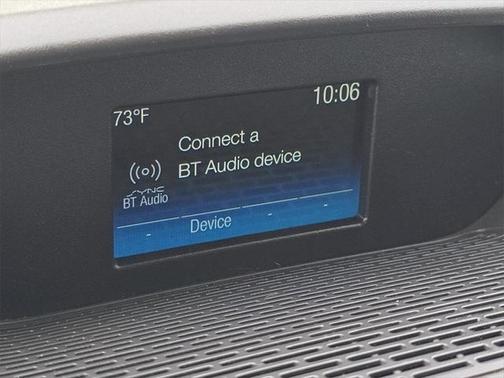 73°F 10:06
Connect a
BT Audio device
SYNC
BT Audio
- Device - -